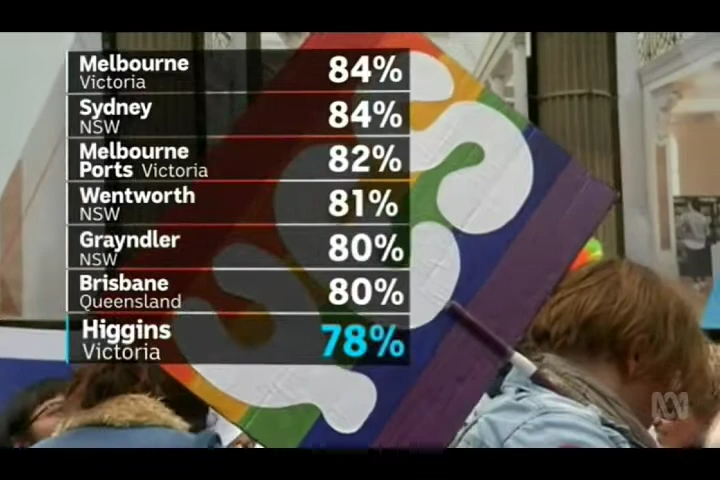 Melbourne 84%
Victoria
Sydney 84%
NSW
Melbourne
Ports Victoria 82%
Wentworth 81%
NSW
Grayndler 80%
NSW
Brisbane 80%
Queensland
Higgins 78%
Victoria
yes